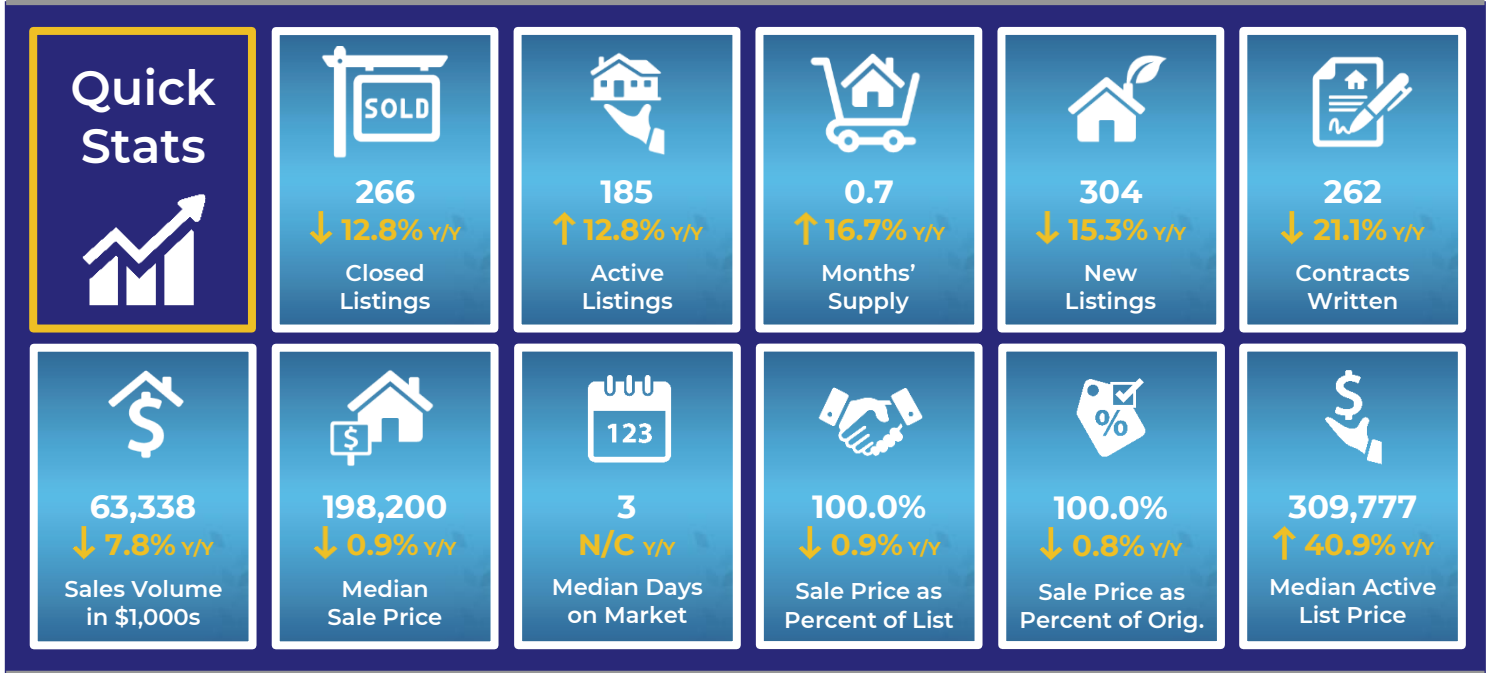 Quick
Stats
SOLD
266
↓ 12.8% Y/Y
Closed
Listings
185
↑ 12.8% Y/Y
Active
Listings
0.7
↑ 16.7% Y/Y
Months’
Supply
304
↓ 15.3% Y/Y
New
Listings
262
↓ 21.1% Y/Y
Contracts
Written
$
63,338
↓ 7.8% Y/Y
Sales Volume
in $1,000s
$
198,200
↓ 0.9% Y/Y
Median
Sale Price
123
3
N/C Y/Y
Median Days
on Market
100.0%
↓ 0.9% Y/Y
Sale Price as
Percent of List
%
100.0%
↓ 0.8% Y/Y
Sale Price as
Percent of Orig.
$
309,777
↑ 40.9% Y/Y
Median Active
List Price